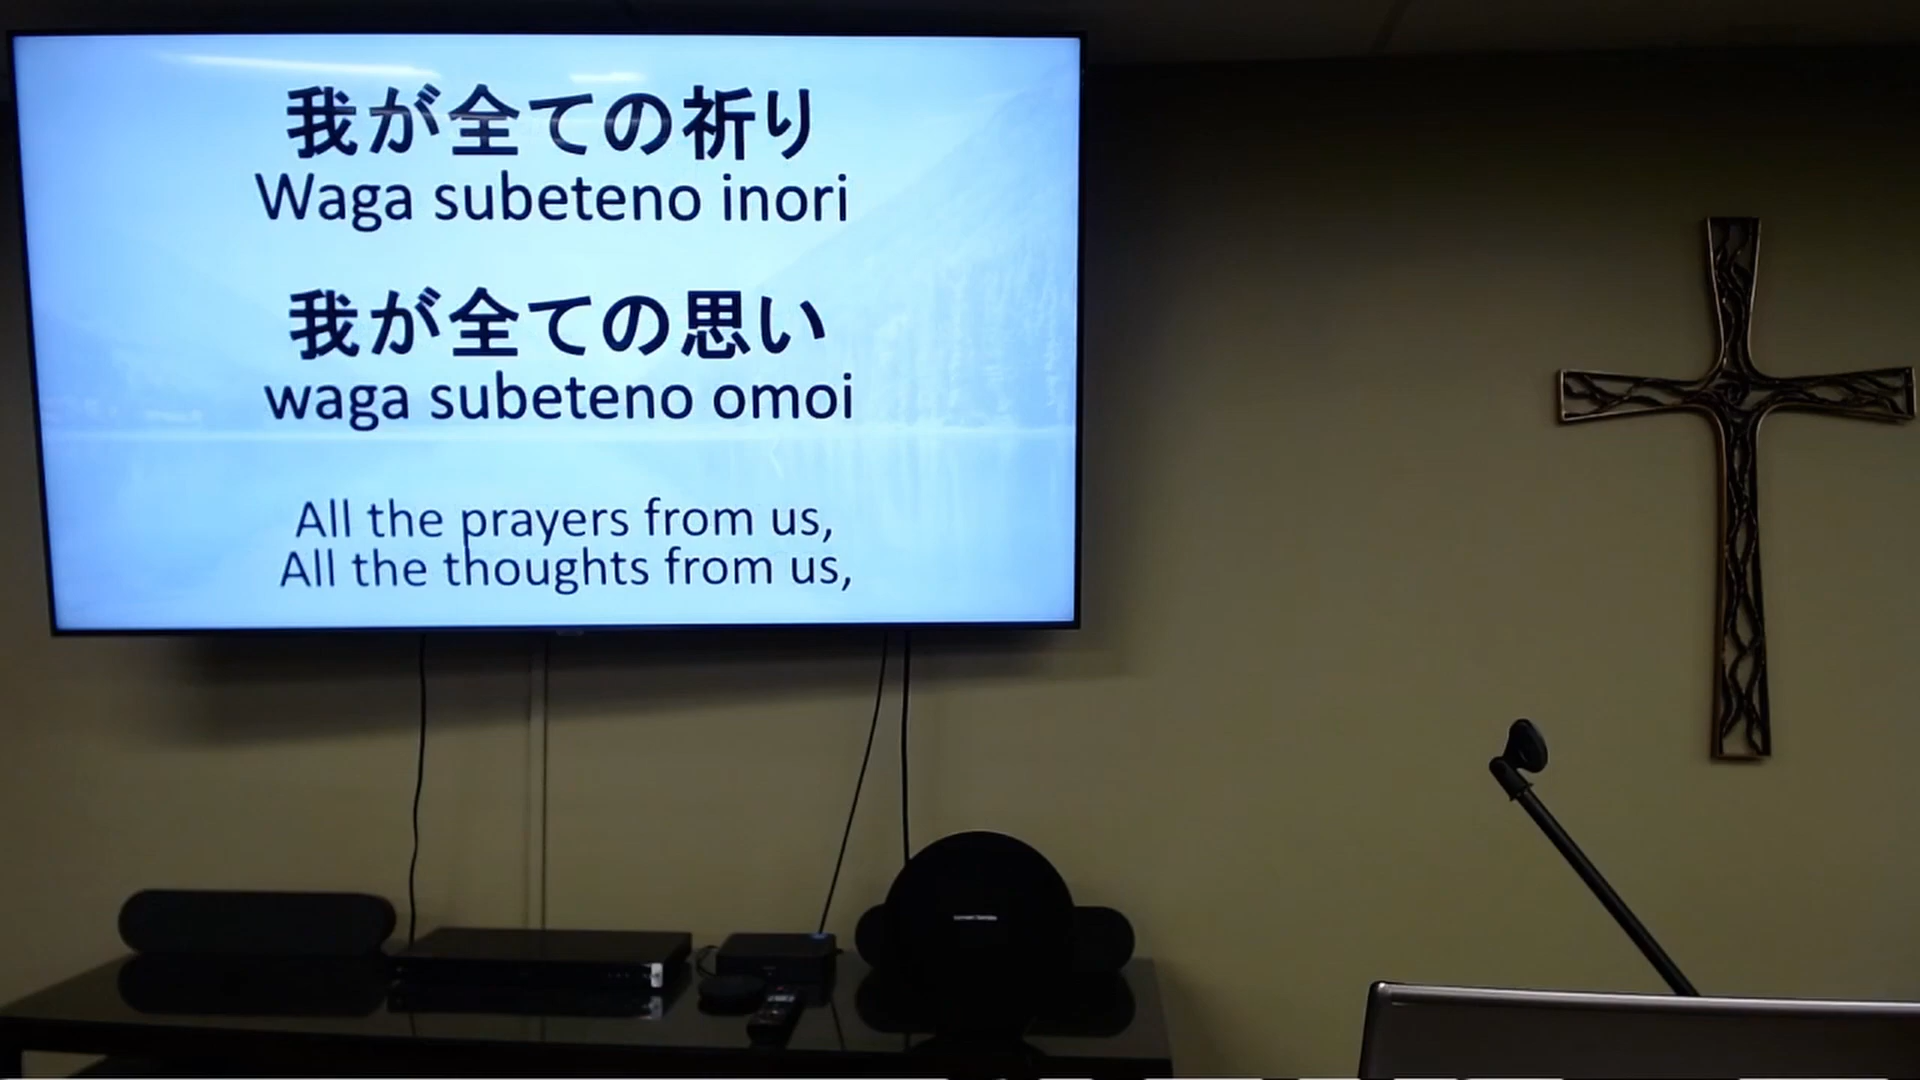 我が全ての祈り
Waga subeteno inori
我が全ての思い
waga subeteno omoi
All the prayers from us,
All the thoughts from us,